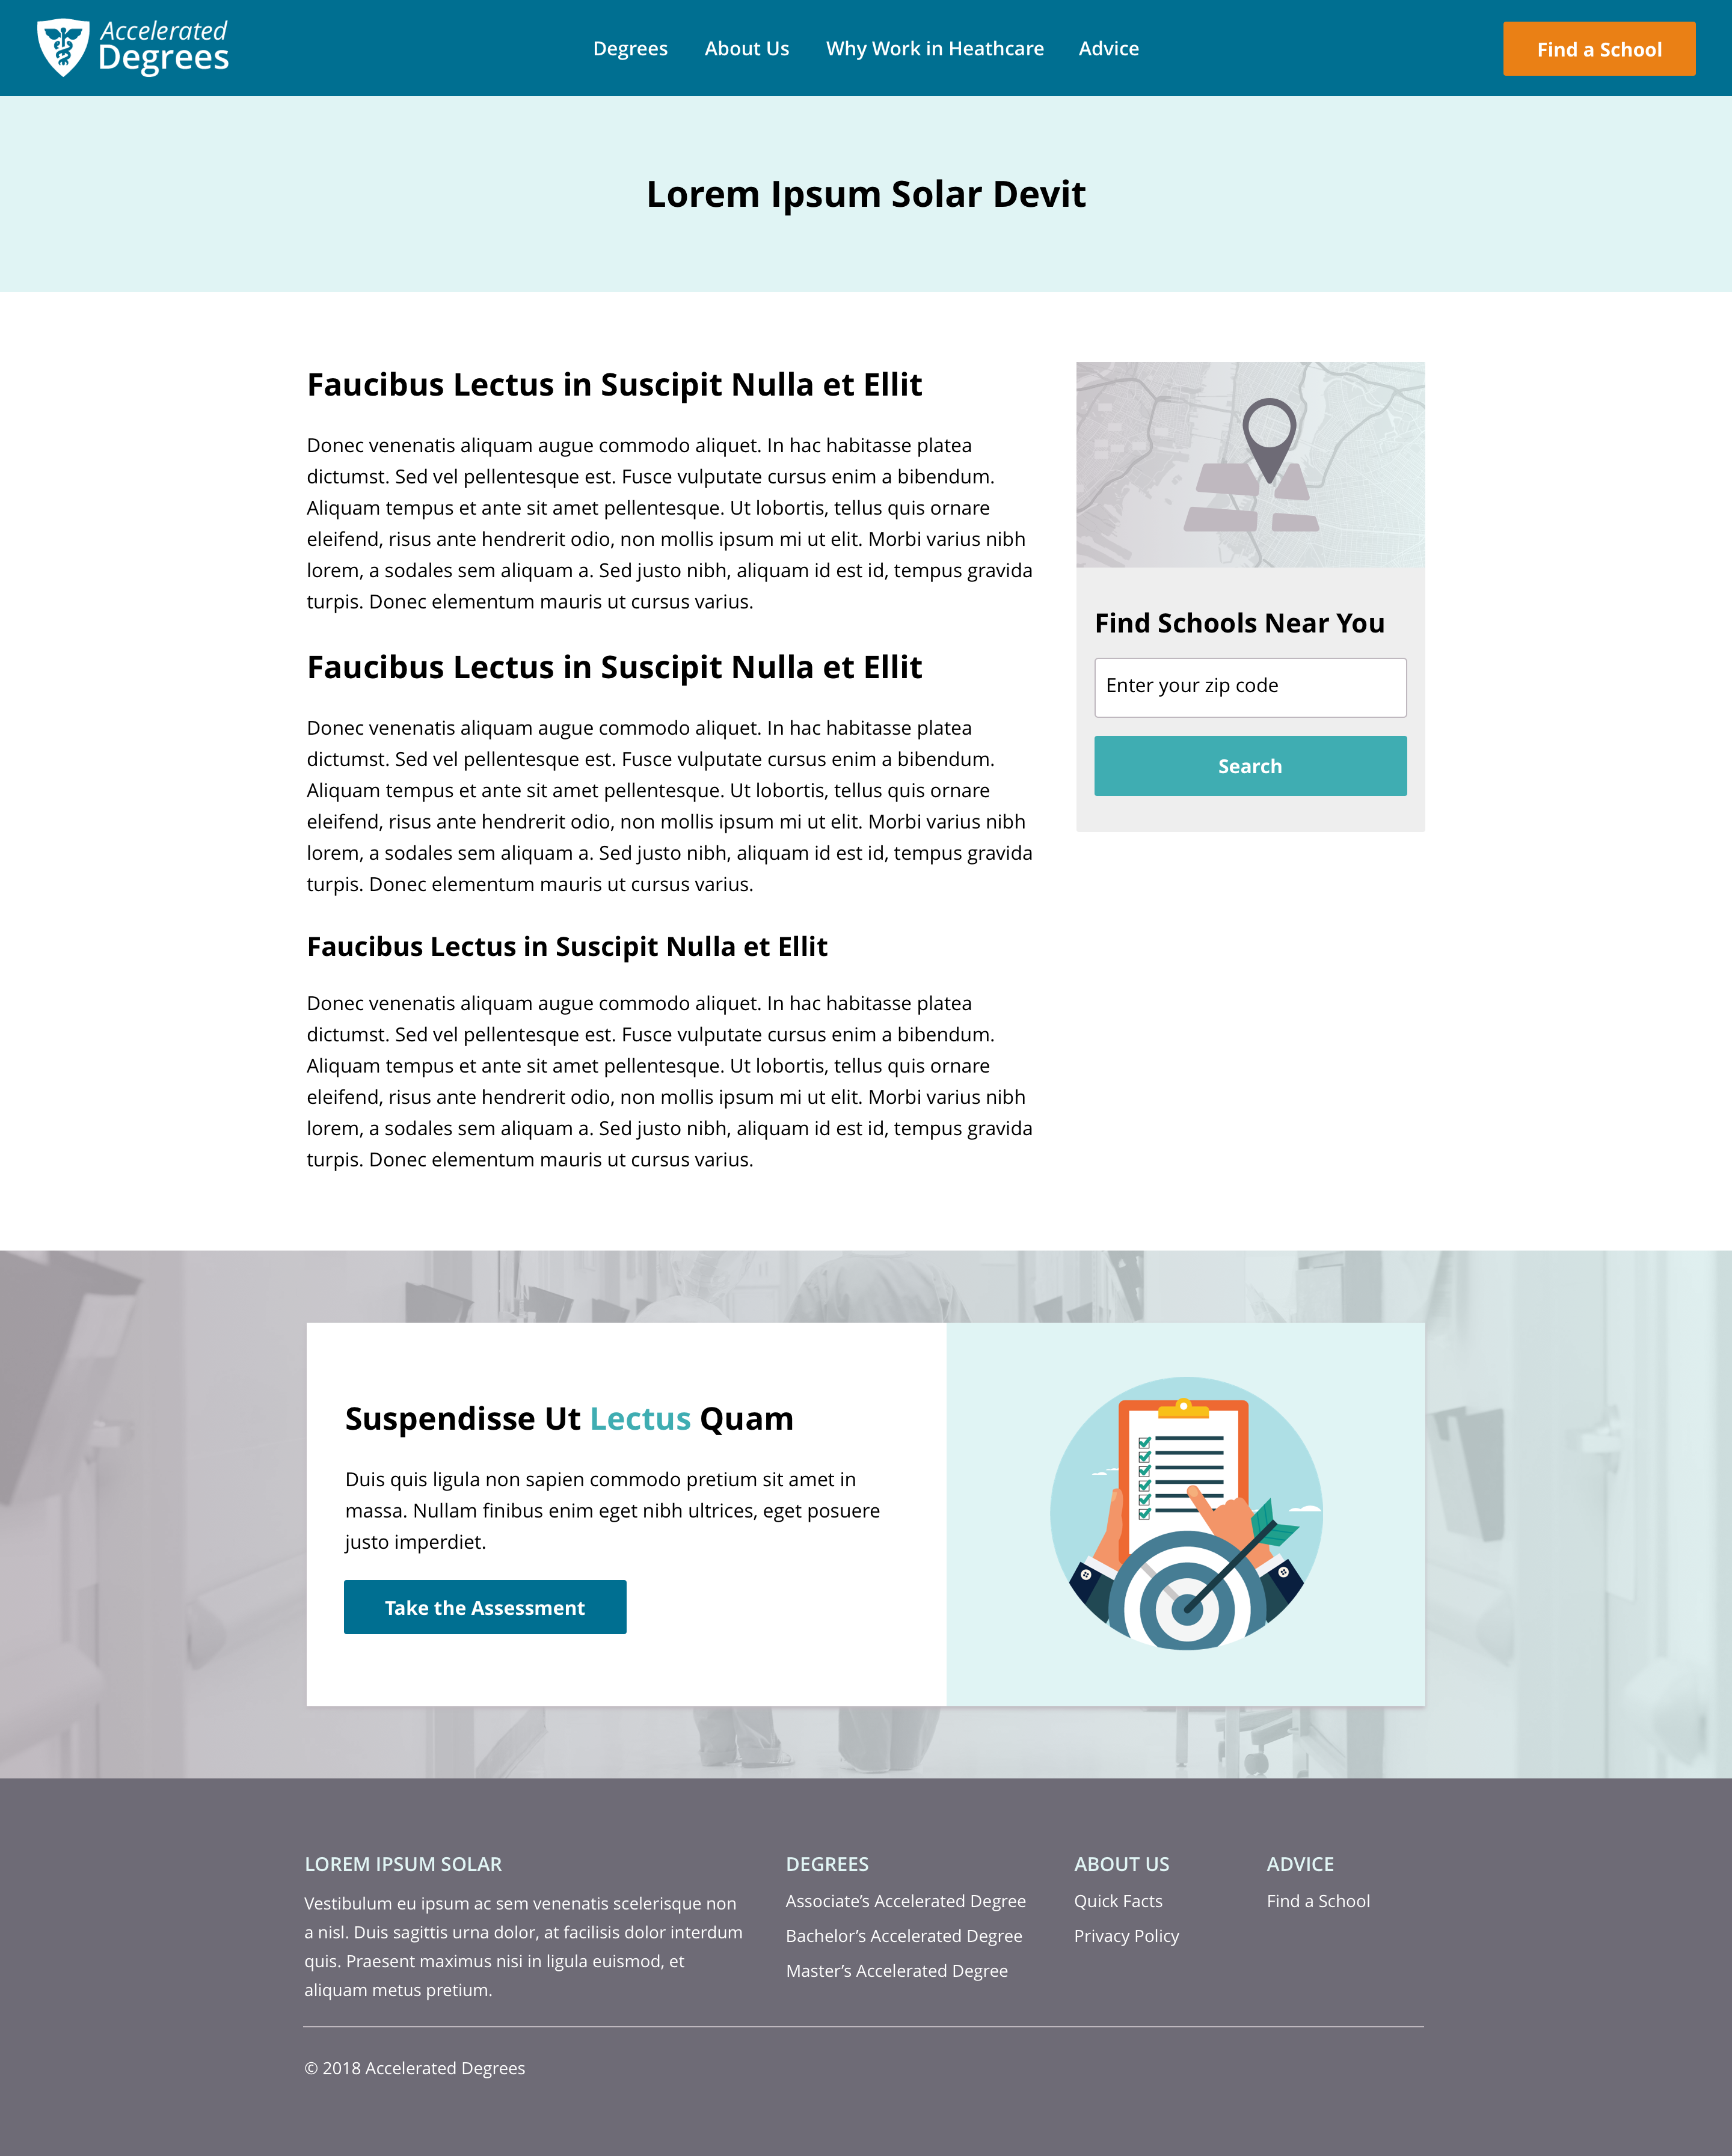 Accelerated
Degrees
Degrees About Us Why Work in Heathcare Advice
Find a School
Lorem Ipsum Solar Devit
Faucibus Lectus in Suscipit Nulla et Ellit
Donec venenatis aliquam augue commodo aliquet. In hac habitasse platea
dictumst. Sed vel pellentesque est. Fusce vulputate cursus enim a bibendum.
Aliquam tempus et ante sit amet pellentesque. Ut lobortis, tellus quis ornare
eleifend, risus ante hendrerit odio, non mollis ipsum mi ut elit. Morbi varius nibh
lorem, a sodales sem aliquam a. Sed justo nibh, aliquam id est id, tempus gravida
turpis. Donec elementum mauris ut cursus varius.
Faucibus Lectus in Suscipit Nulla et Ellit
Donec venenatis aliquam augue commodo aliquet. In hac habitasse platea
dictumst. Sed vel pellentesque est. Fusce vulputate cursus enim a bibendum.
Aliquam tempus et ante sit amet pellentesque. Ut lobortis, tellus quis ornare
eleifend, risus ante hendrerit odio, non mollis ipsum mi ut elit. Morbi varius nibh
lorem, a sodales sem aliquam a. Sed justo nibh, aliquam id est id, tempus gravida
turpis. Donec elementum mauris ut cursus varius.
Faucibus Lectus in Suscipit Nulla et Ellit
Donec venenatis aliquam augue commodo aliquet. In hac habitasse platea
dictumst. Sed vel pellentesque est. Fusce vulputate cursus enim a bibendum.
Aliquam tempus et ante sit amet pellentesque. Ut lobortis, tellus quis ornare
eleifend, risus ante hendrerit odio, non mollis ipsum mi ut elit. Morbi varius nibh
lorem, a sodales sem aliquam a. Sed justo nibh, aliquam id est id, tempus gravida
turpis. Donec elementum mauris ut cursus varius.
Find Schools Near You
Enter your zip code
Search
Suspendisse Ut Lectus Quam
Duis quis ligula non sapien commodo pretium sit amet in
massa. Nullam finibus enim eget nibh ultrices, eget posuere
justo imperdiet.
Take the Assessment
LOREM IPSUM SOLAR
Vestibulum eu ipsum ac sem venenatis scelerisque non
a nisl. Duis sagittis urna dolor, at facilisis dolor interdum
quis. Praesent maximus nisi in ligula euismod, et
aliquam metus pretium.
DEGREES
Associate’s Accelerated Degree
Bachelor’s Accelerated Degree
Master’s Accelerated Degree
ABOUT US
Quick Facts
Privacy Policy
ADVICE
Find a School
© 2018 Accelerated Degrees